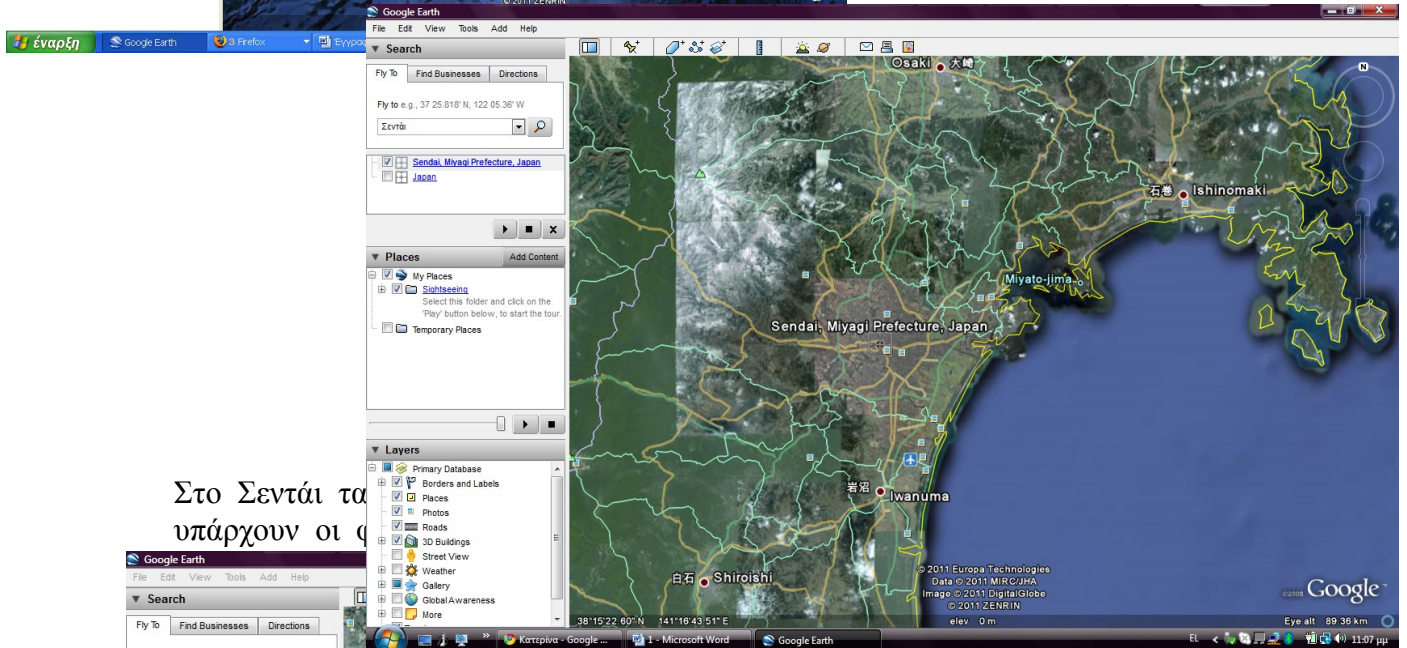 © 2011 ZENRIN
Google Earth
File Edit View Tools Add Help
έναρξη
Google Earth
3 Firefox
Search
Fly To Find Businesses Directions
Fly to e.g., 37 25.818' N, 122 05.36' W
Σεντάι
Sendai, Miyagi Prefecture, Japan
Japan
Places
Add Content
My Places
Sightseeing
Select this folder and click on the
'Play' button below, to start the tour.
Temporary Places
Layers
Primary Database
Borders and Labels
Places
Photos
Roads
3D Buildings
Street View
Weather
Gallery
Global Awareness
More
Osaki 大崎
N
石巻 Ishinomaki
Miyato-jima
Sendai, Miyagi Prefecture, Japan
岩沼 Iwanuma
白石 Shiroishi
© 2011 Europa Technologies
Data © 2011 MIRC/JHA
Image © 2011 DigitalGlobe
© 2011 ZENRIN
©2008 Google
38°15'22.60" N 141°16'43.51" E
elev 0 m
Eye alt 89.36 km
Κατερίνα - Google ...
1 - Microsoft Word
Google Earth
EL
11:07 μμ
Στο Σεντάι τα
υπάρχουν οι
Google Earth
File Edit View Tools Add Help
Search
Fly To Find Businesses Directions